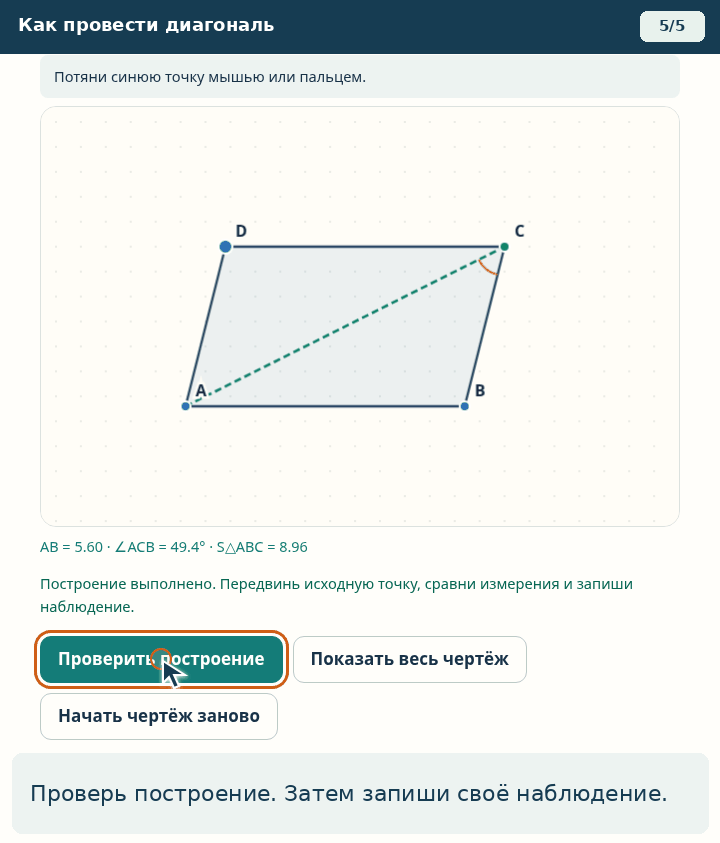 Как провести диагональ
5/5
Потяни синюю точку мышью или пальцем.
D
C
A
B
AB = 5.60 · ∠ACB = 49.4° · S△ABC = 8.96
Построение выполнено. Передвинь исходную точку, сравни измерения и запиши
наблюдение.
Проверить построение
Показать весь чертёж
Начать чертёж заново
Проверь построение. Затем запиши своё наблюдение.